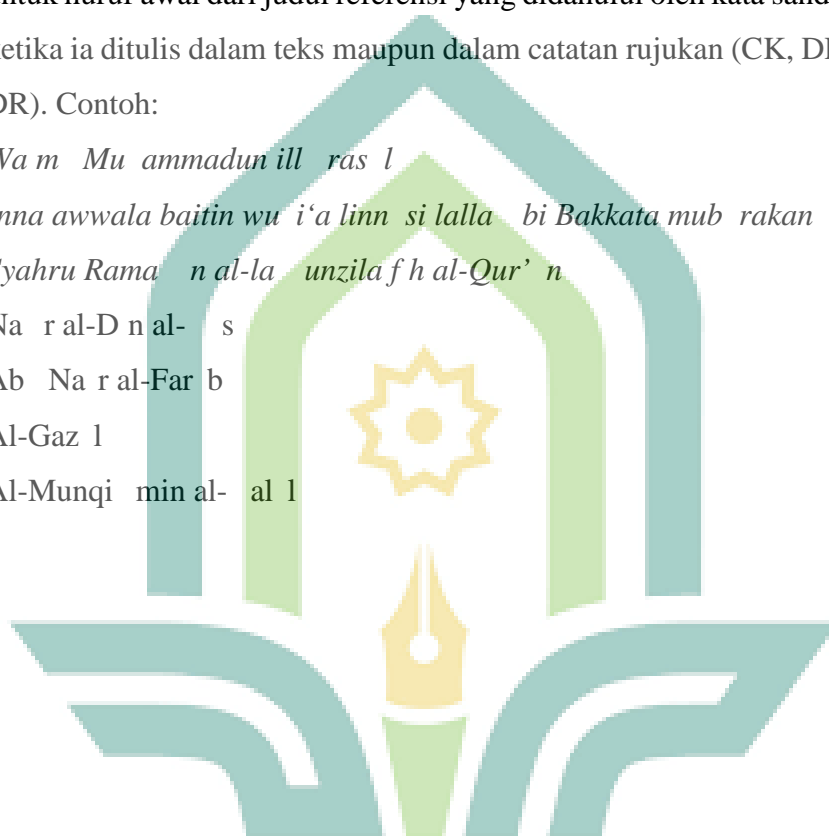 untuk huruf awal dari judul referensi yang didahului oleh kata sand
ketika ia ditulis dalam teks maupun dalam catatan rujukan (CK, DP
DR). Contoh:
Wa m Mu ammadun ill ras l
nna awwala baitin wu i‘a linn si lalla bi Bakkata mub rakan
yahru Rama n al-la unzila f h al-Qur’ n
Na r al-D n al- s
Ab Na r al-Far b
Al-Gaz l
Al-Munqi min al- al l